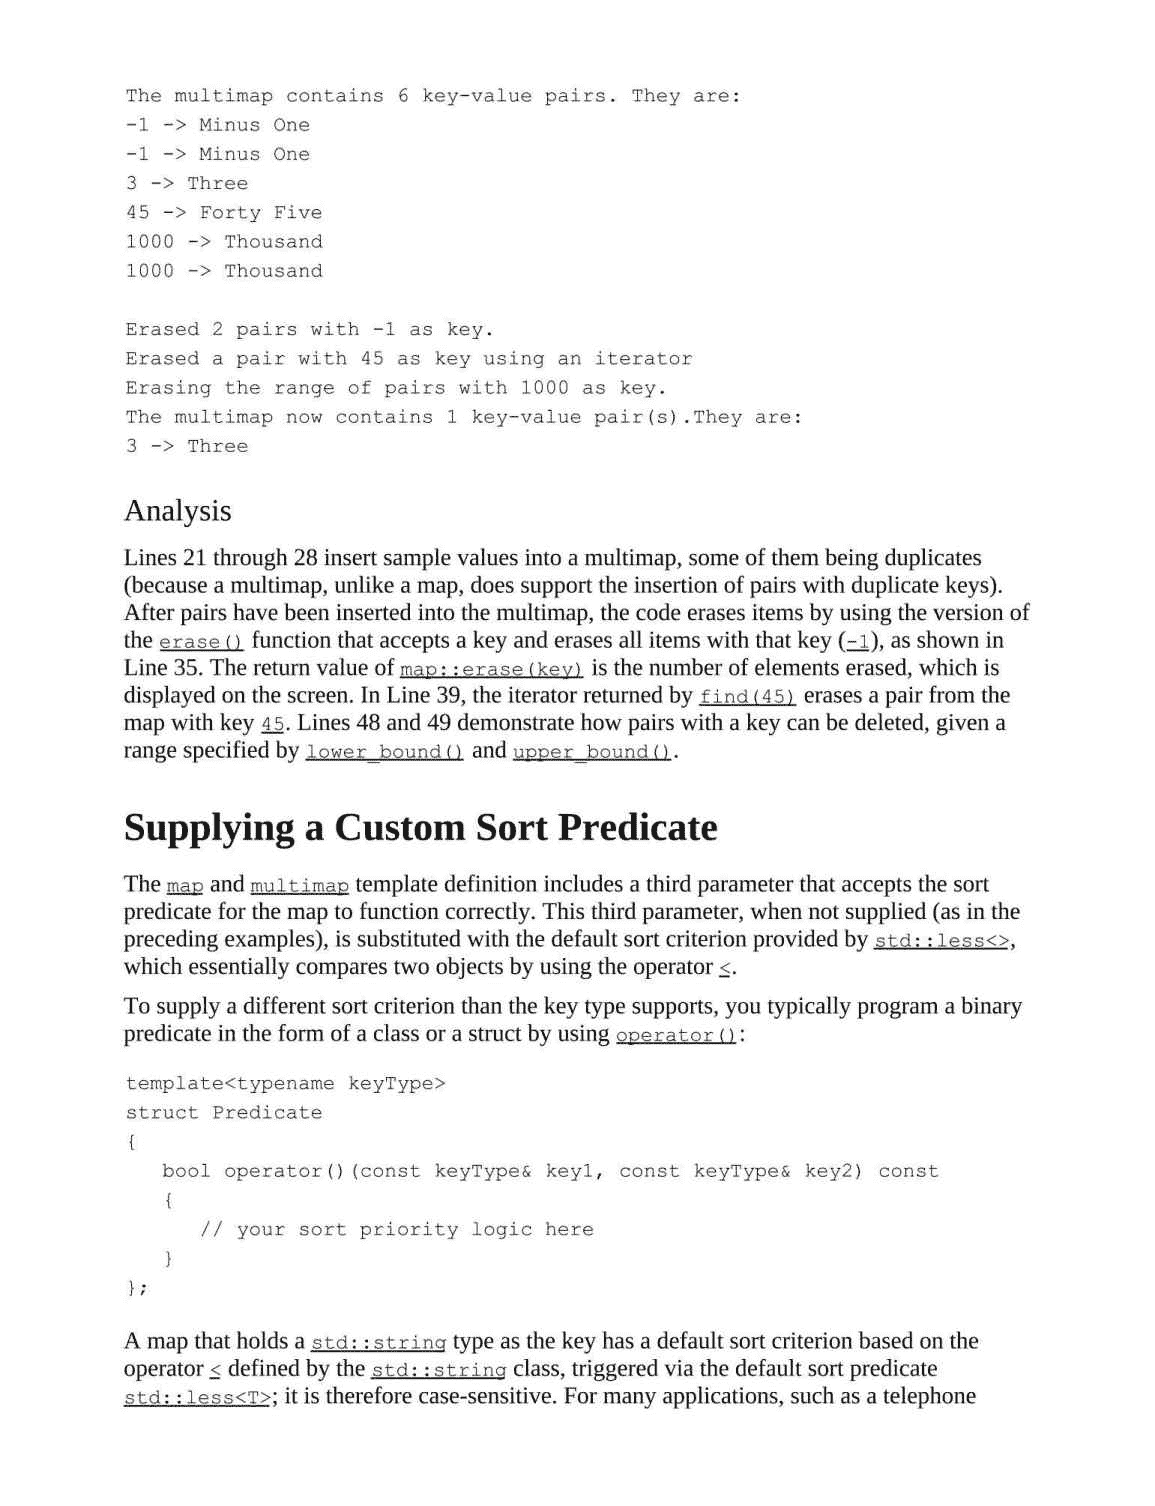 The multimap contains 6 key-value pairs. They are:
-1 -> Minus One
-1 -> Minus One
3 -> Three
45 -> Forty Five
1000 -> Thousand
1000 -> Thousand
Erased 2 pairs with -1 as key.
Erased a pair with 45 as key using an iterator
Erasing the range of pairs with 1000 as key.
The multimap now contains 1 key-value pair(s).They are:
3 -> Three
Analysis
Lines 21 through 28 insert sample values into a multimap, some of them being duplicates
(because a multimap, unlike a map, does support the insertion of pairs with duplicate keys).
After pairs have been inserted into the multimap, the code erases items by using the version of
the erase() function that accepts a key and erases all items with that key (-1), as shown in
Line 35. The return value of map::erase(key) is the number of elements erased, which is
displayed on the screen. In Line 39, the iterator returned by find(45) erases a pair from the
map with key 45. Lines 48 and 49 demonstrate how pairs with a key can be deleted, given a
range specified by lower_bound() and upper_bound().
Supplying a Custom Sort Predicate
The map and multimap template definition includes a third parameter that accepts the sort
predicate for the map to function correctly. This third parameter, when not supplied (as in the
preceding examples), is substituted with the default sort criterion provided by std::less<>,
which essentially compares two objects by using the operator <.
To supply a different sort criterion than the key type supports, you typically program a binary
predicate in the form of a class or a struct by using operator():
template<typename keyType>
struct Predicate
{
   bool operator()(const keyType& key1, const keyType& key2) const
   {
      // your sort priority logic here
   }
};
A map that holds a std::string type as the key has a default sort criterion based on the
operator < defined by the std::string class, triggered via the default sort predicate
std::less<T>; it is therefore case-sensitive. For many applications, such as a telephone